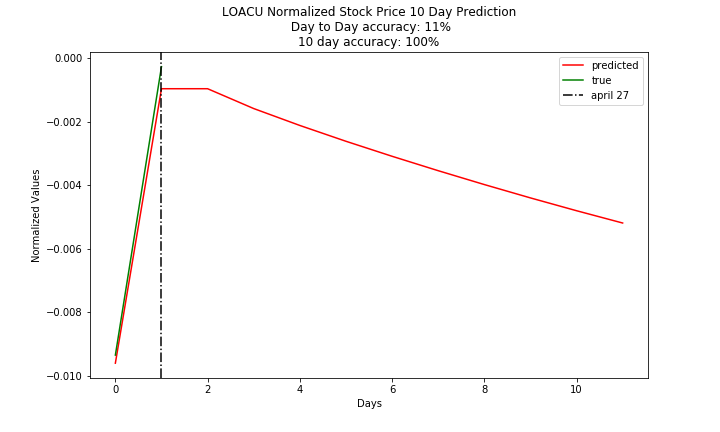 LOACU Normalized Stock Price 10 Day Prediction
Day to Day accuracy: 11%
10 day accuracy: 100%
predicted
true
april 27
Normalized Values
0.000
−0.002
−0.004
−0.006
−0.008
−0.010
0 2 4 6 8 10
Days